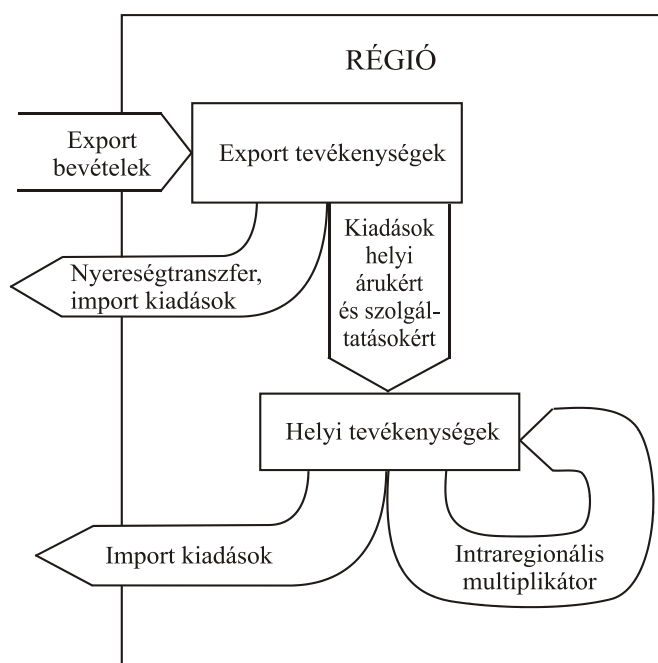 RÉGIÓ
Export
bevételek
Export tevékenységek
Kiadások
helyi
árukért
és szolgál-
tatásokért
Nyereségtranszfer,
import kiadások
Helyi tevékenységek
Import kiadások
Intraregionális
multiplikátor